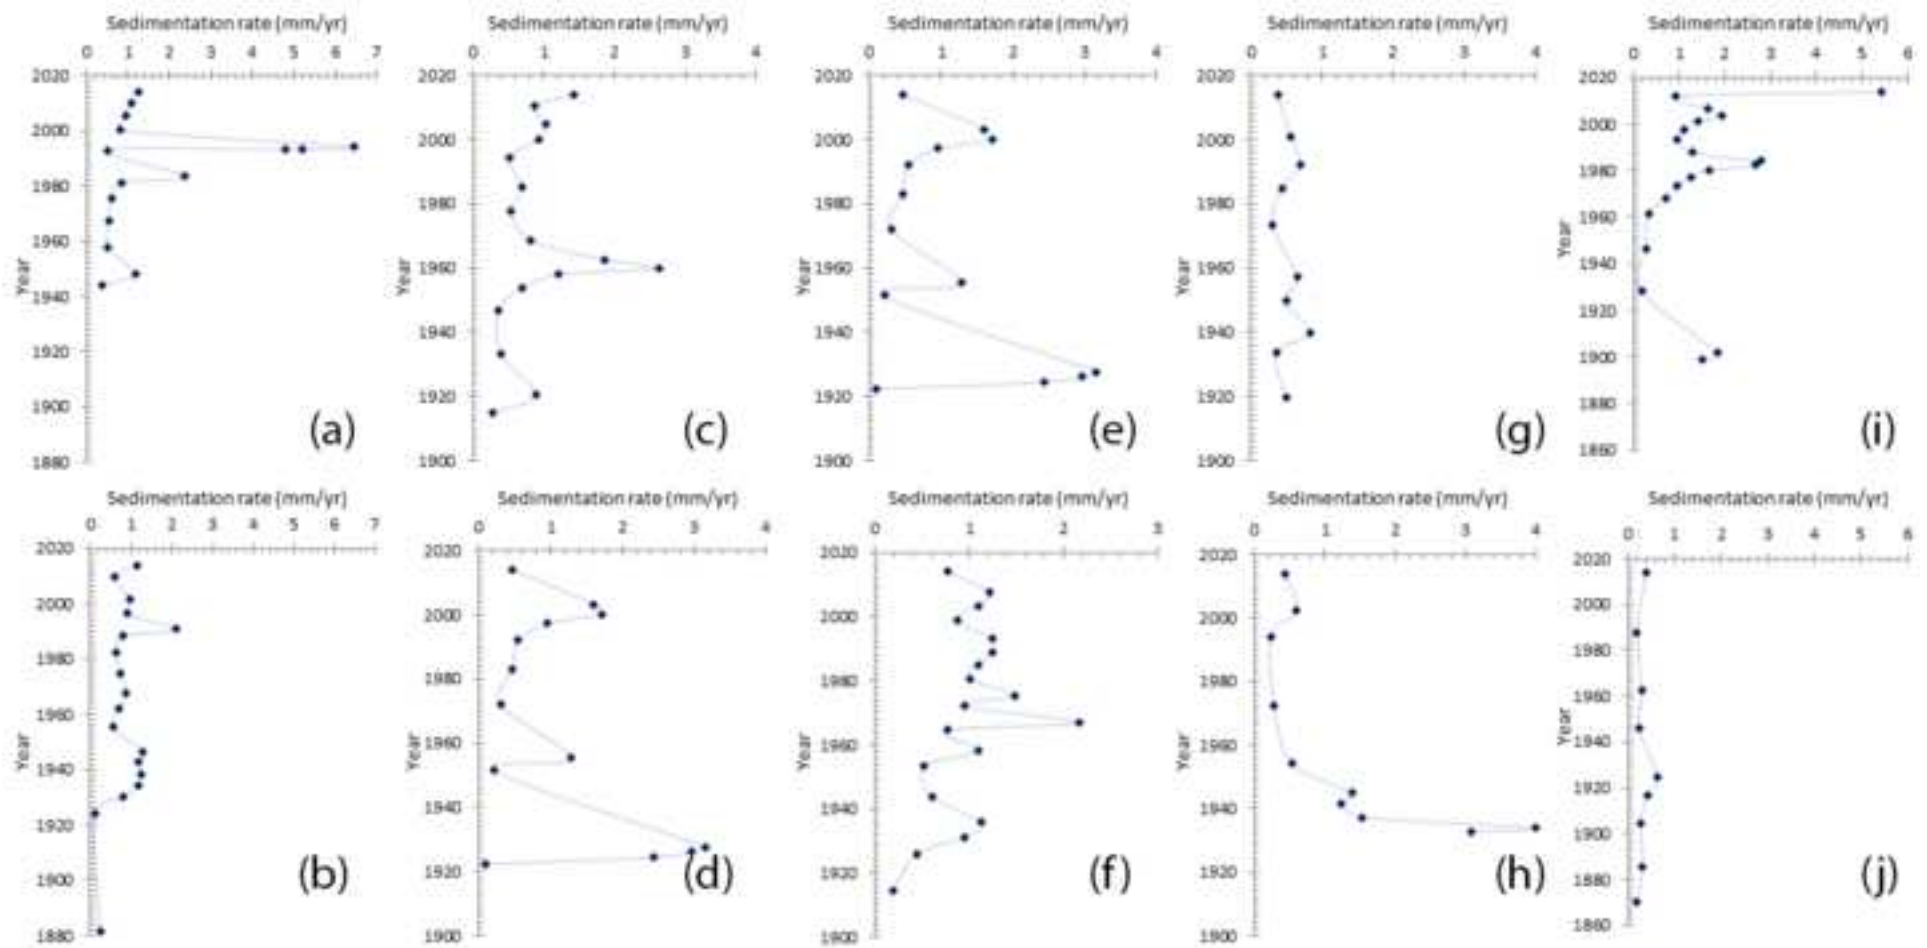 Sedimentation rate (mm/yr)
0 1 2 3 4 5 6 7
2020
2000
1980
1960
1940
1920
1900
1880
Year
(a)
Sedimentation rate (mm/yr)
0 1 2 3 4
2020
2000
1980
1960
1940
1920
1900
Year
(c)
Sedimentation rate (mm/yr)
0 1 2 3 4
2020
2000
1980
1960
1940
1920
1900
Year
(e)
Sedimentation rate (mm/yr)
0 1 2 3 4
2020
2000
1980
1960
1940
1920
1900
Year
(g)
Sedimentation rate (mm/yr)
0 1 2 3 4 5 6
2020
2000
1980
1960
1940
1920
1900
1880
1860
Year
(i)
Sedimentation rate (mm/yr)
0 1 2 3 4 5 6 7
2020
2000
1980
1960
1940
1920
1900
1880
Year
(b)
Sedimentation rate (mm/yr)
0 1 2 3 4
2020
2000
1980
1960
1940
1920
1900
Year
(d)
Sedimentation rate (mm/yr)
0 1 2 3
2020
2000
1980
1960
1940
1920
1900
Year
(f)
Sedimentation rate (mm/yr)
0 1 2 3 4
2020
2000
1980
1960
1940
1920
1900
Year
(h)
Sedimentation rate (mm/yr)
0 1 2 3 4 5 6
2020
2000
1980
1960
1940
1920
1900
1880
1860
Year
(j)